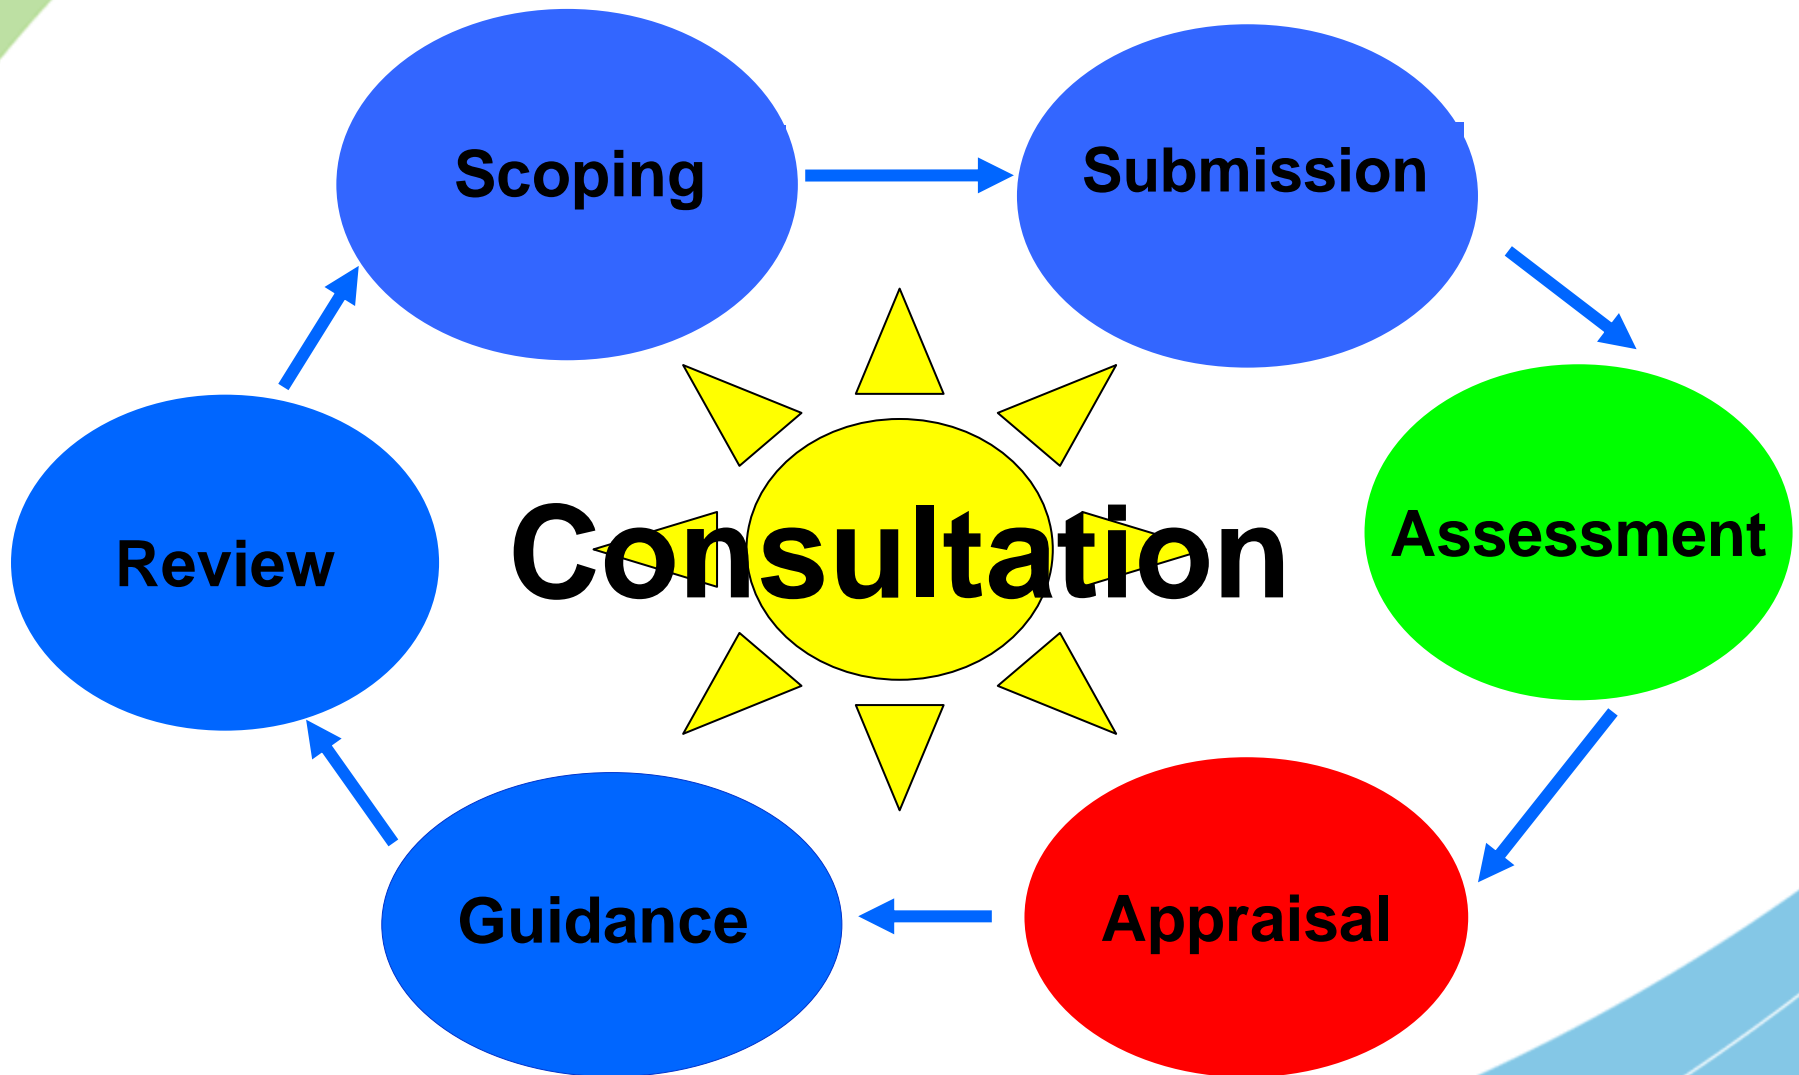 Scoping
Submission
Assessment
Appraisal
Guidance
Review
Consultation